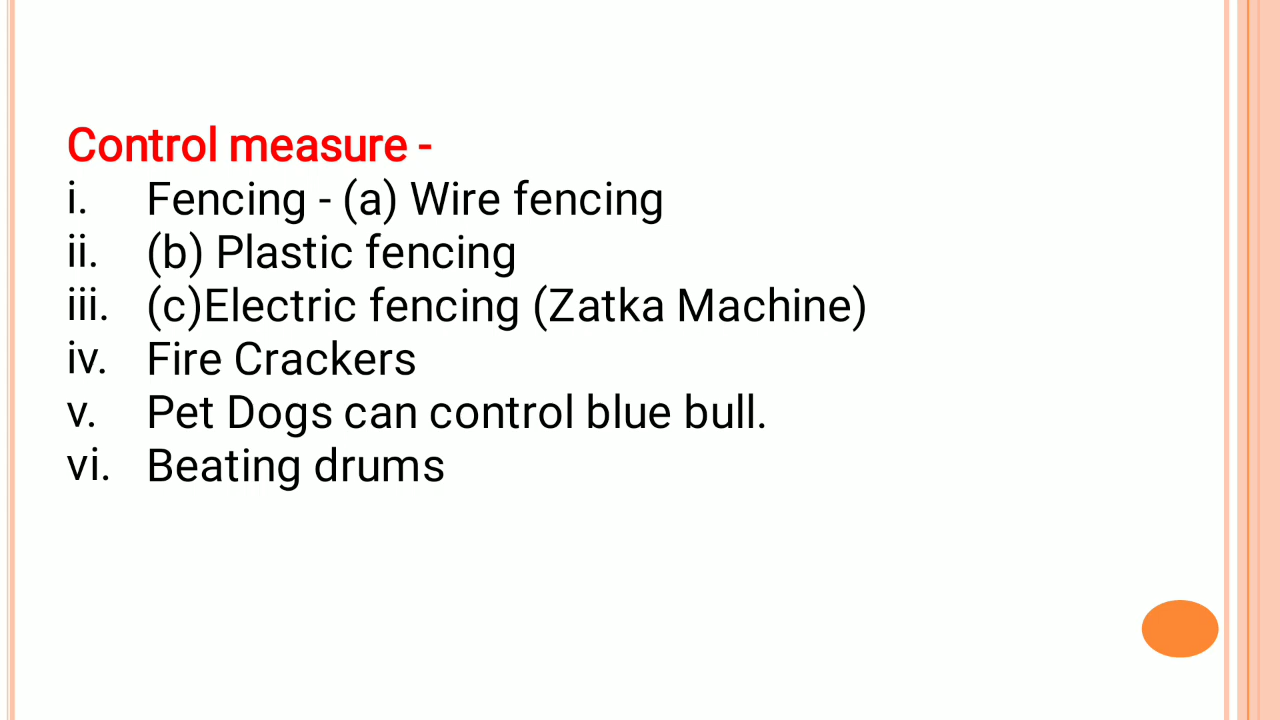 Control measure -
i. Fencing - (a) Wire fencing
ii. (b) Plastic fencing
iii. (c)Electric fencing (Zatka Machine)
iv. Fire Crackers
v. Pet Dogs can control blue bull.
vi. Beating drums